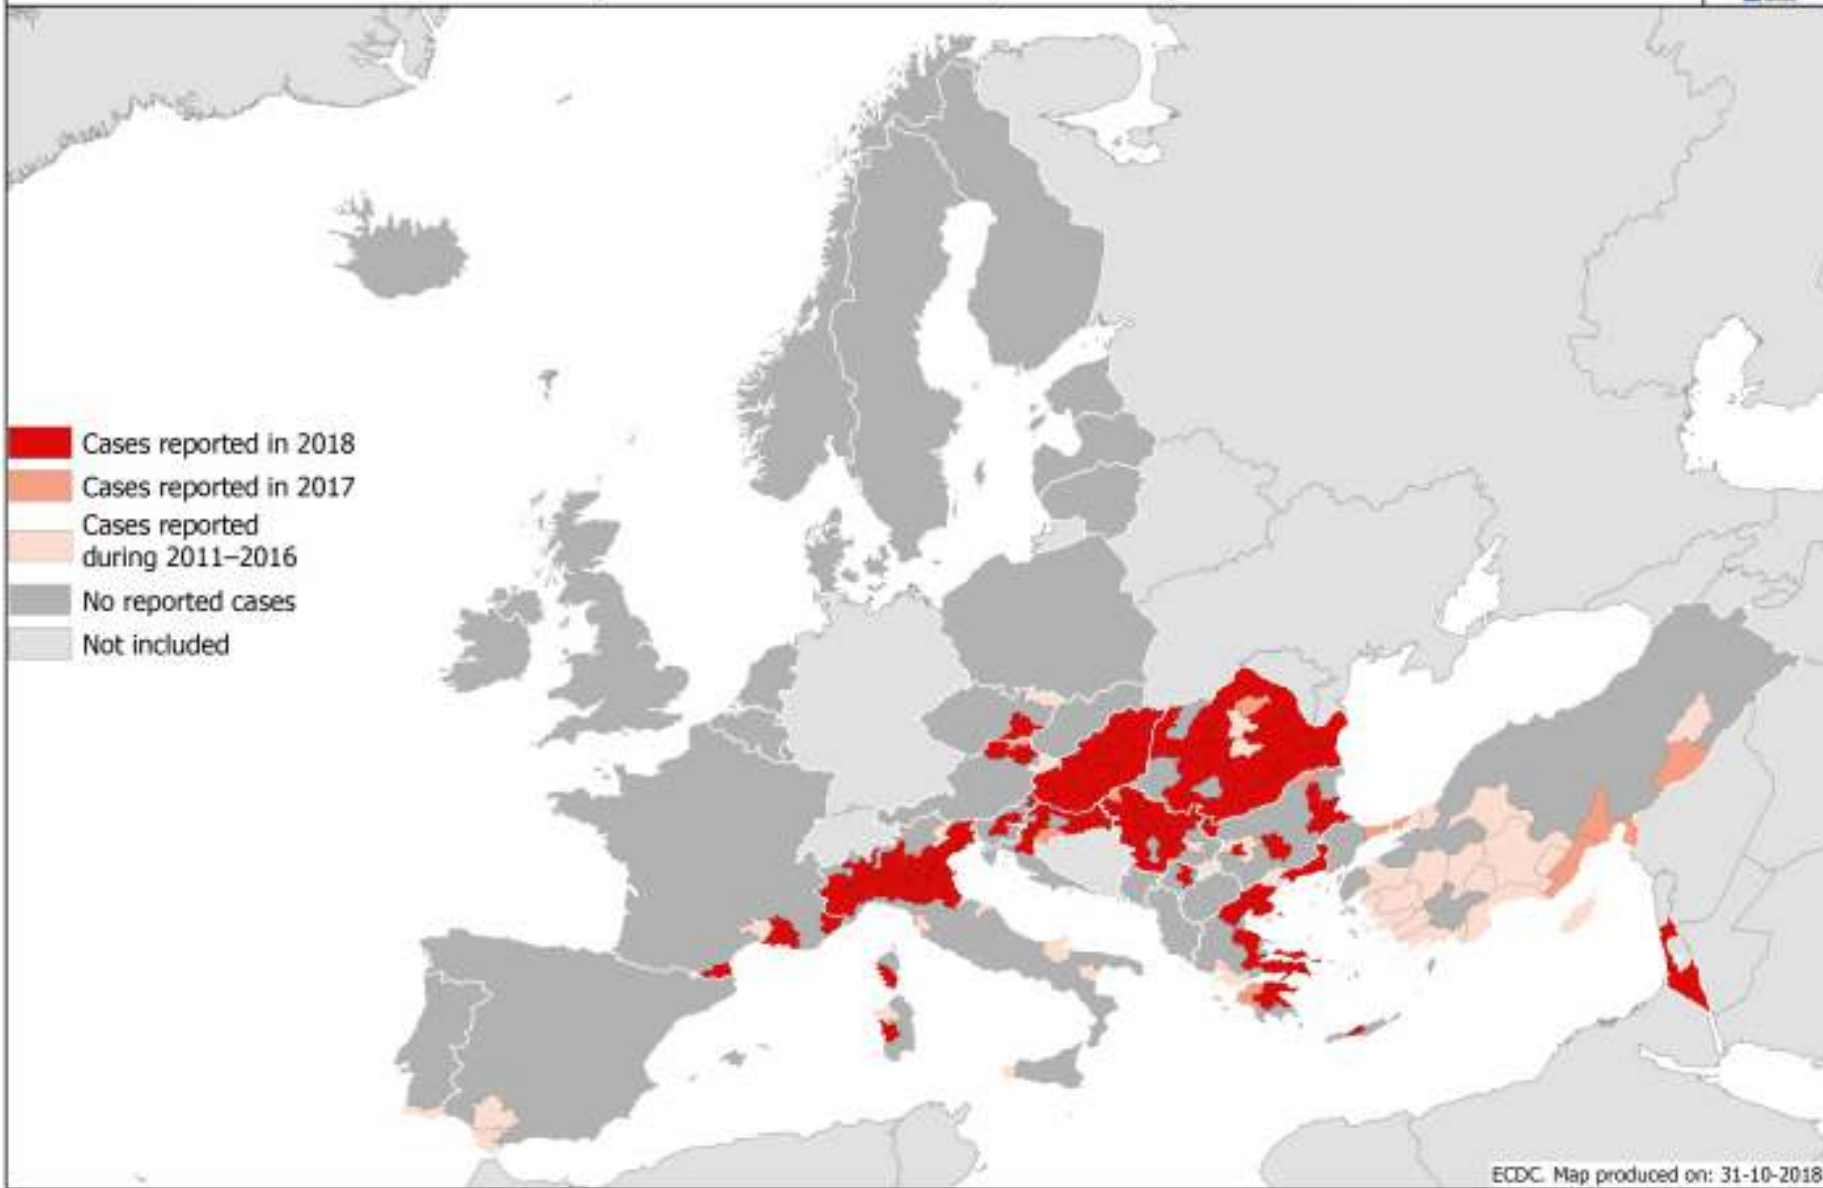 Cases reported in 2018
Cases reported in 2017
Cases reported
during 2011–2016
No reported cases
Not included
ECDC. Map produced on: 31-10-2018